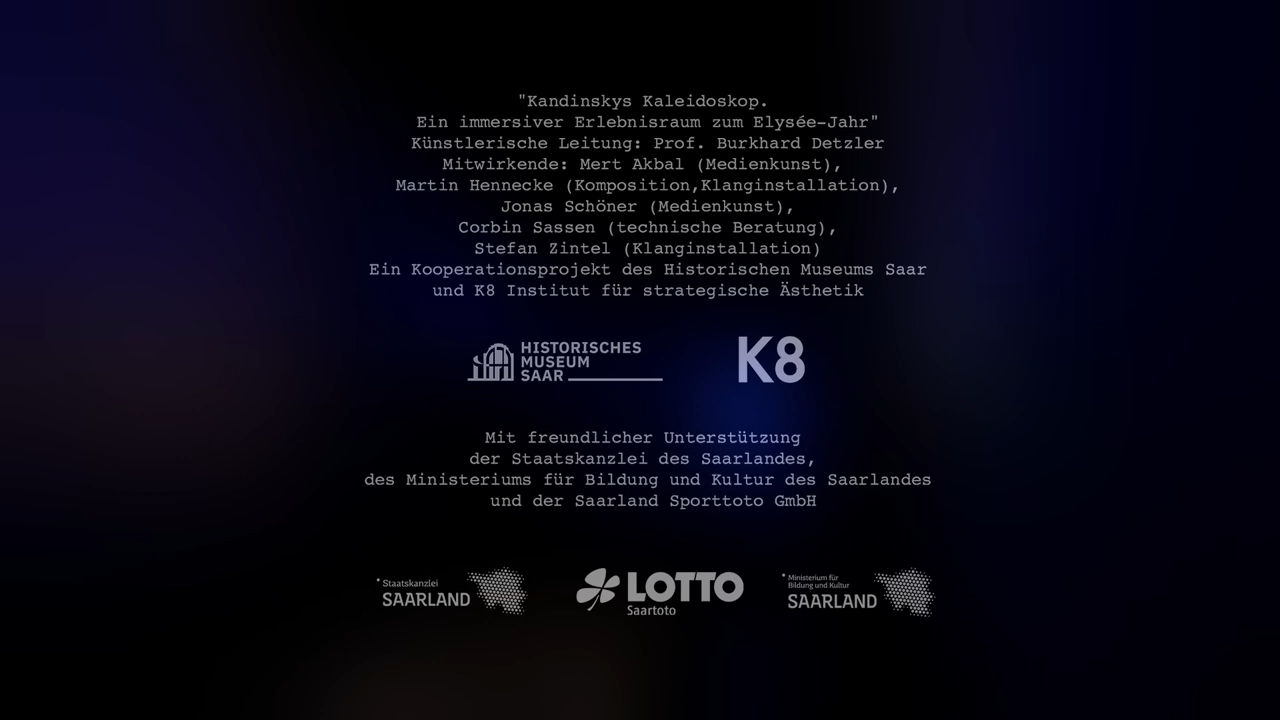 "Kandinskys Kaleidoskop.
Ein immersiver Erlebnisraum zum Elysée-Jahr"
Künstlerische Leitung: Prof. Burkhard Detzler
Mitwirkende: Mert Akbal (Medienkunst),
Martin Hennecke (Komposition,Klanginstallation),
Jonas Schöner (Medienkunst),
Corbin Sassen (technische Beratung),
Stefan Zintel (Klanginstallation)
Ein Kooperationsprojekt des Historischen Museums Saar
und K8 Institut für strategische Ästhetik
HISTORISCHES
MUSEUM
SAAR
K8
Mit freundlicher Unterstützung
der Staatskanzlei des Saarlandes,
des Ministeriums für Bildung und Kultur des Saarlandes
und der Saarland Sporttoto GmbH
Staatskanzlei
SAARLAND
LOTTO
Saartoto
Ministerium für
Bildung und Kultur
SAARLAND